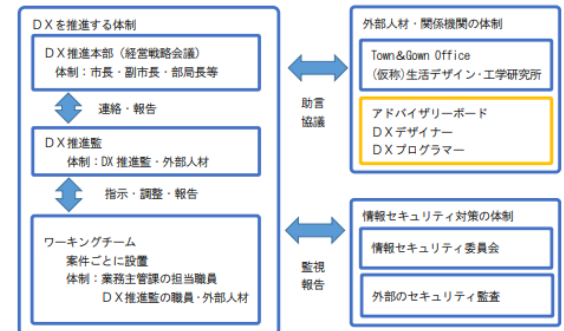 DXを推進する体制
DX推進本部（経営戦略会議）
体制：市長・副市長・部局長等
連絡・報告
DX推進監
体制：DX推進監・外部人材
指示・調整・報告
ワーキングチーム
案件ごとに設置
体制：業務主管課の担当職員
DX推進監の職員・外部人材
助言
協議
監視
報告
外部人材・関係機関の体制
Town＆Gown Office
(仮称)生活デザイン・工学研究所
アドバイザリーボード
DXデザイナー
DXプログラマー
情報セキュリティ対策の体制
情報セキュリティ委員会
外部のセキュリティ監査